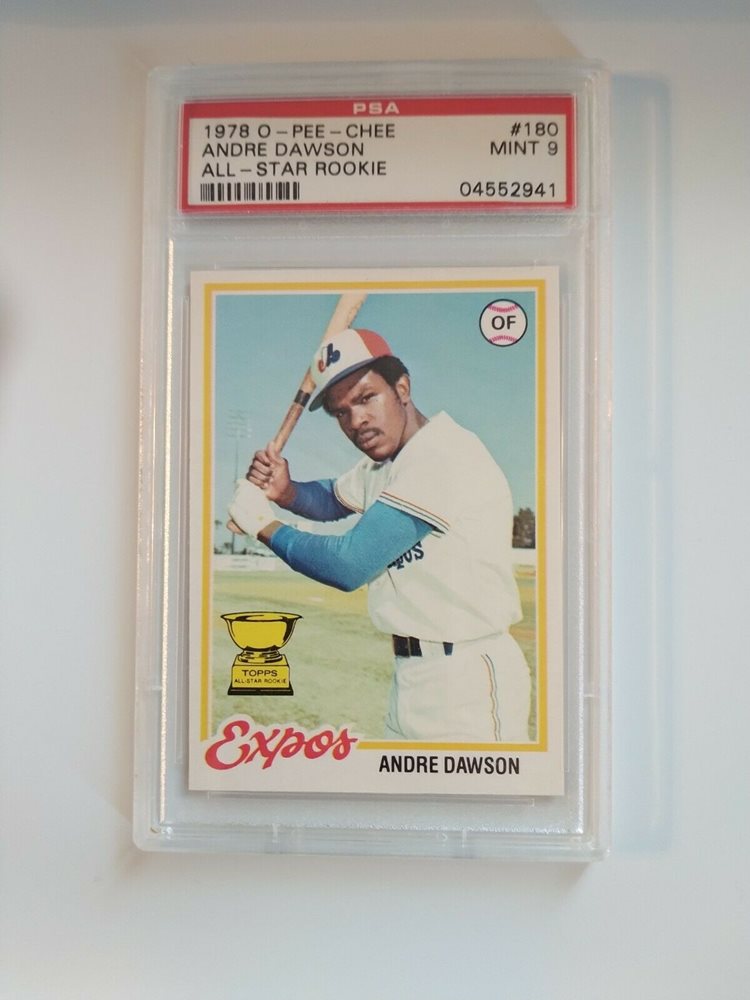 PSA
1978 O-PEE-CHEE #180
ANDRE DAWSON MINT 9
ALL-STAR ROOKIE
04552941
OF
TOPPS
ALL-STAR ROOKIE
Expos
ANDRE DAWSON